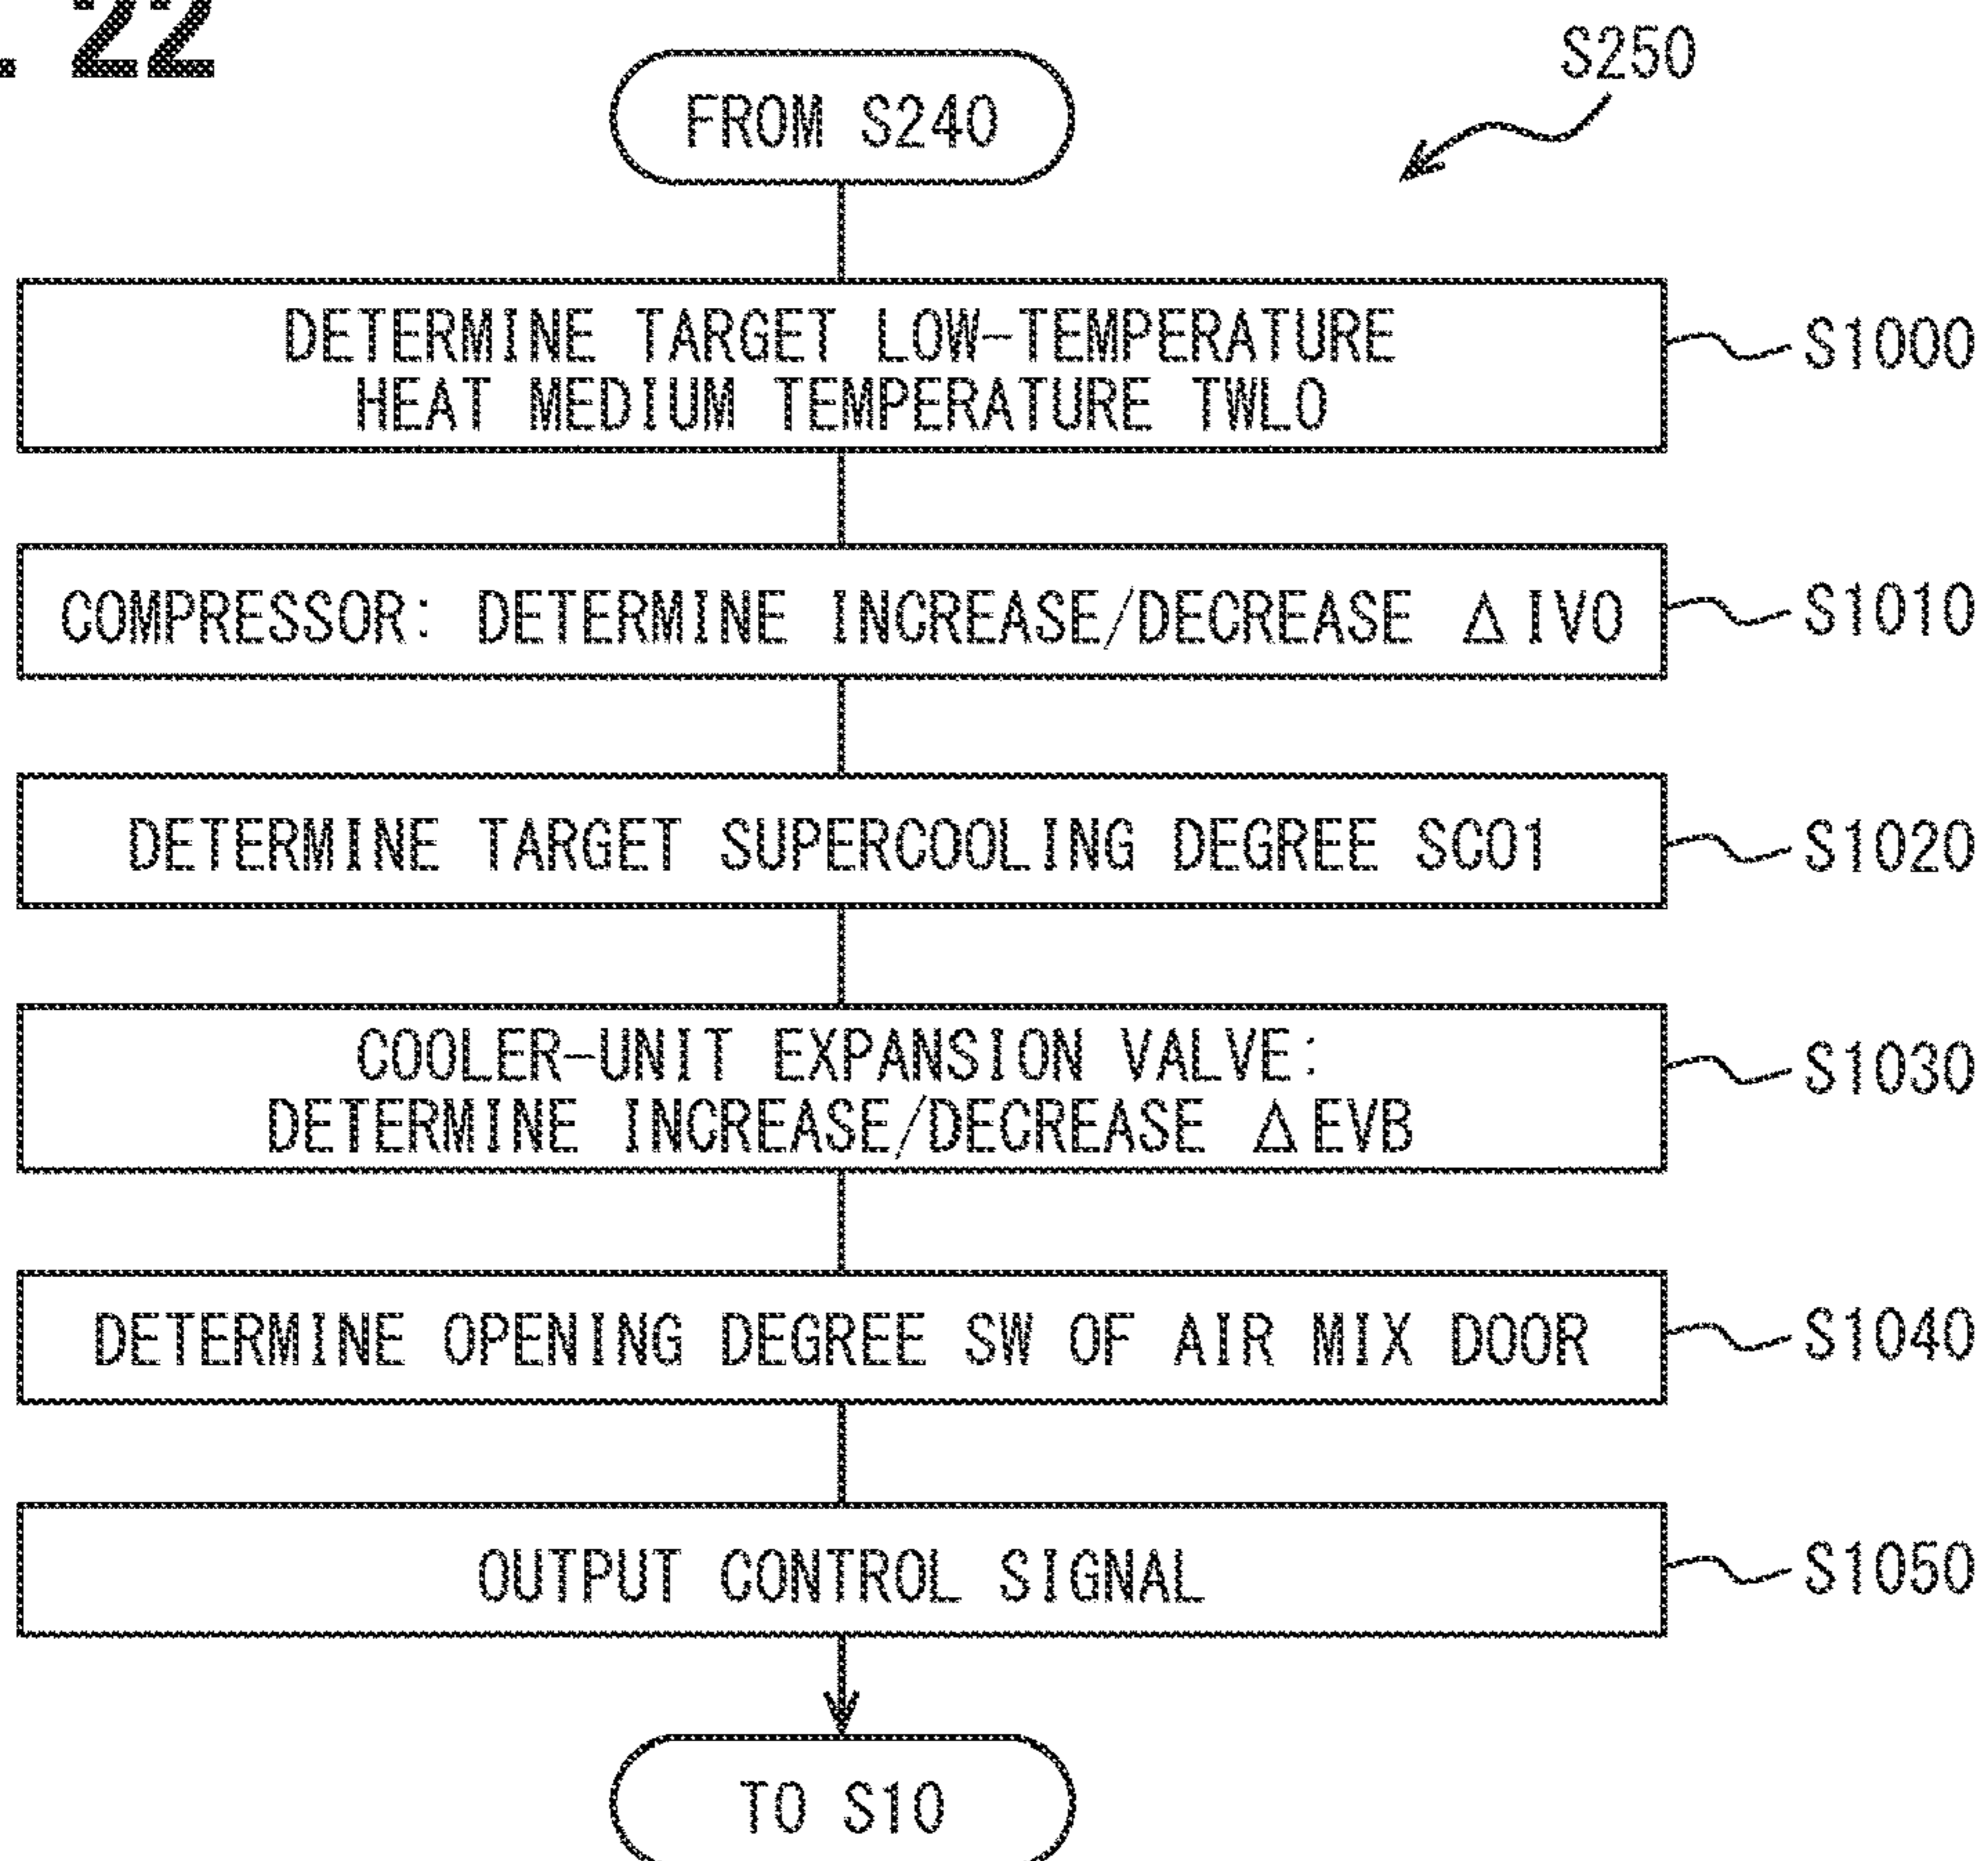 . 22
S250
FROM S240
DETERMINE TARGET LOW-TEMPERATURE
HEAT MEDIUM TEMPERATURE TWLO
S1000
COMPRESSOR: DETERMINE INCREASE/DECREASE ΔIVO
S1010
DETERMINE TARGET SUPERCOOLING DEGREE SCO1
S1020
COOLER-UNIT EXPANSION VALVE:
DETERMINE INCREASE/DECREASE ΔEVB
S1030
DETERMINE OPENING DEGREE SW OF AIR MIX DOOR
S1040
OUTPUT CONTROL SIGNAL
S1050
TO S10